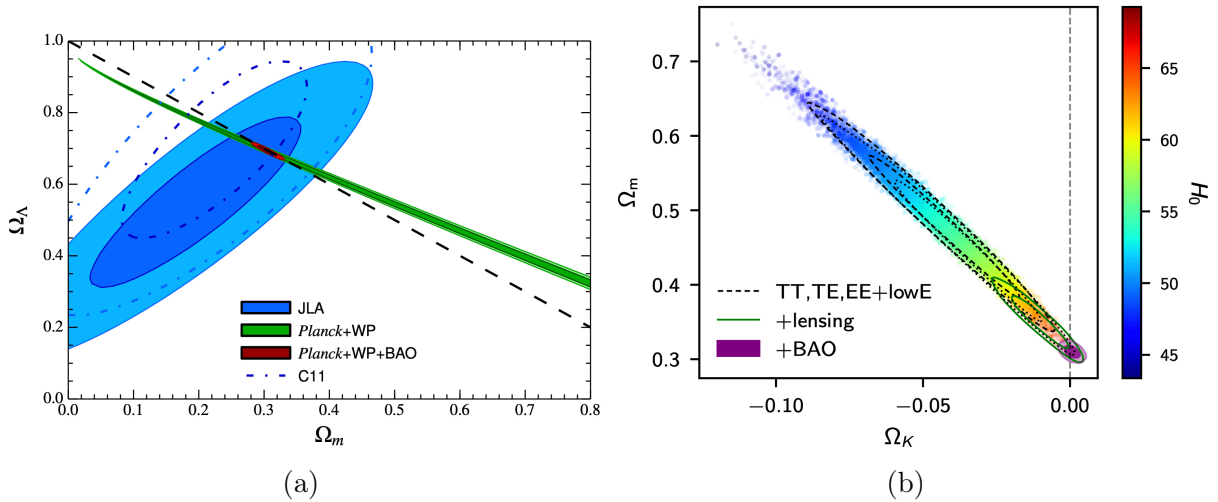 1.0
0.8
0.6
0.4
0.2
0.0
0.0 0.1 0.2 0.3 0.4 0.5 0.6 0.7 0.8
Ω_m
Ω_Λ
JLA
Planck+WP
Planck+WP+BAO
C11
(a)
0.7
0.6
0.5
0.4
0.3
−0.10 −0.05 0.00
Ω_K
Ω_m
TT,TE,EE+lowE
+lensing
+BAO
65
60
55
50
45
H_0
(b)